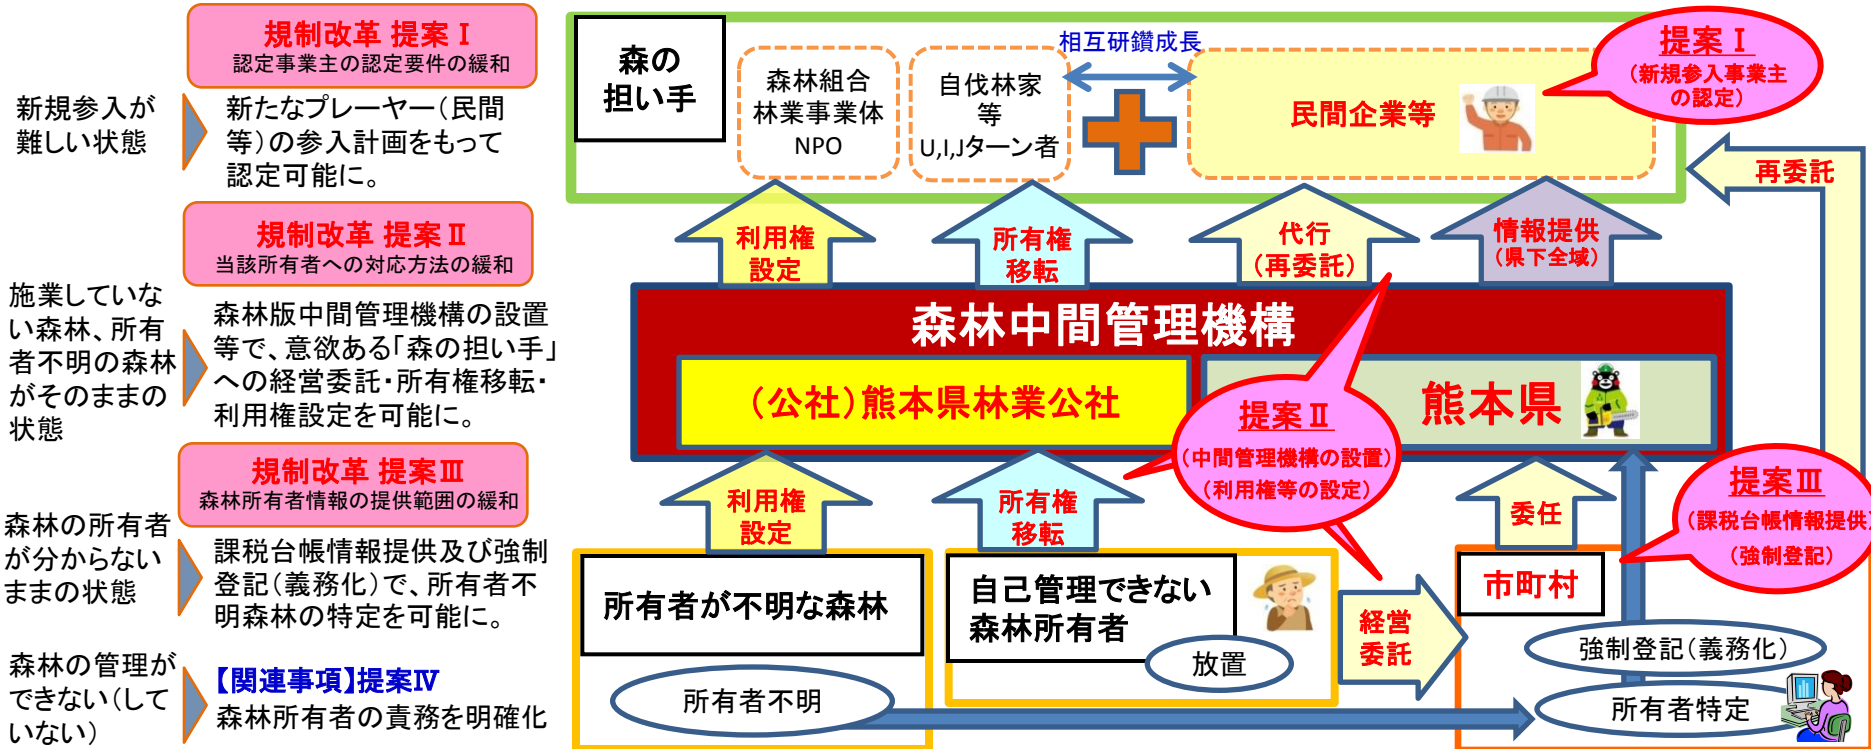 規制改革 提案Ⅰ
認定事業主の認定要件の緩和
新規参入が
難しい状態
新たなプレーヤー（民間
等）の参入計画をもって
認定可能に。
規制改革 提案Ⅱ
当該所有者への対応方法の緩和
施業していな
い森林、所有
者不明の森林
がそのままの
状態
森林版中間管理機構の設置
等で、意欲ある「森の担い手」
への経営委託・所有権移転・
利用権設定を可能に。
規制改革 提案Ⅲ
森林所有者情報の提供範囲の緩和
森林の所有者
が分からない
ままの状態
課税台帳情報提供及び強制
登記（義務化）で、所有者不
明森林の特定を可能に。
森林の管理が
できない（して
いない）
【関連事項】提案Ⅳ
森林所有者の責務を明確化
森の
担い手
森林組合
林業事業体
NPO
自伐林家
等
U,I,Jターン者
相互研鑽成長
民間企業等
提案Ⅰ
（新規参入事業主
の認定）
再委託
利用権
設定
所有権
移転
代行
（再委託）
情報提供
（県下全域）
森林中間管理機構
（公社）熊本県林業公社
熊本県
提案Ⅱ
（中間管理機構の設置）
（利用権等の設定）
利用権
設定
所有権
移転
委任
提案Ⅲ
（課税台帳情報提供）
（強制登記）
所有者が不明な森林
所有者不明
自己管理できない
森林所有者
放置
経営
委託
市町村
強制登記（義務化）
所有者特定